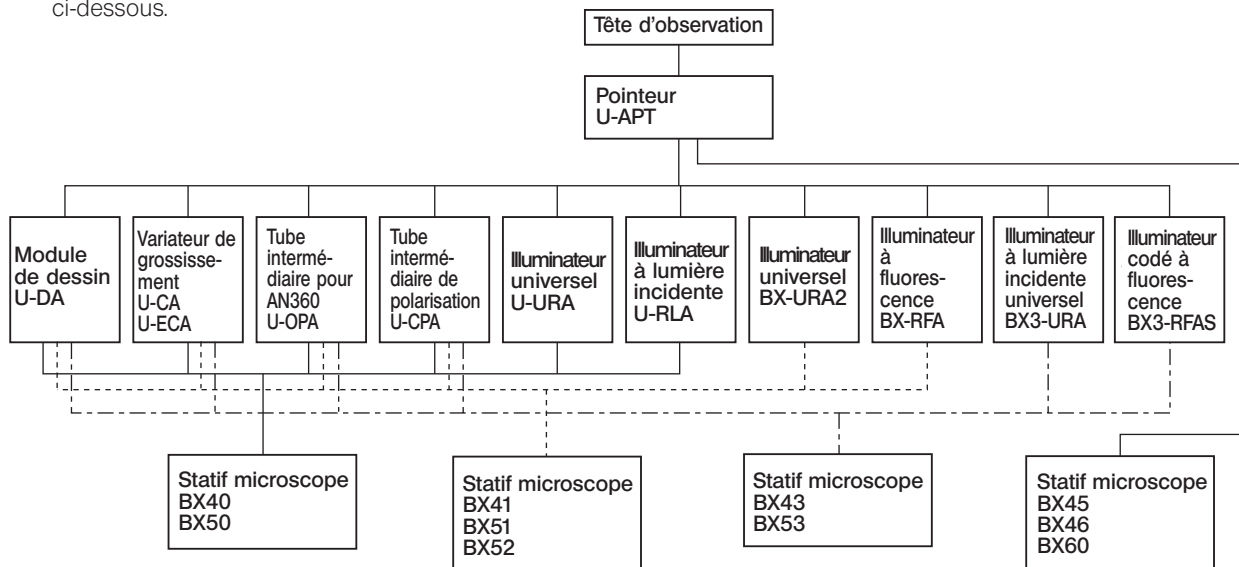 ci-dessous.
Tête d'observation
Pointeur
U-APT
Module
de dessin
U-DA
Variateur de
grossisse-
ment
U-CA
U-ECA
Tube
intermé-
diaire pour
AN360
U-OPA
Tube
intermé-
diaire de
polarisation
U-CPA
Illuminateur
universel
U-URA
Illuminateur
à lumière
incidente
U-RLA
Illuminateur
universel
BX-URA2
Illuminateur
à
fluores-
cence
BX-RFA
Illuminateur
à lumière
incidente
universel
BX3-URA
Illuminateur
codé à
fluores-
cence
BX3-RFAS
Statif microscope
BX40
BX50
Statif microscope
BX41
BX51
BX52
Statif microscope
BX43
BX53
Statif microscope
BX45
BX46
BX60